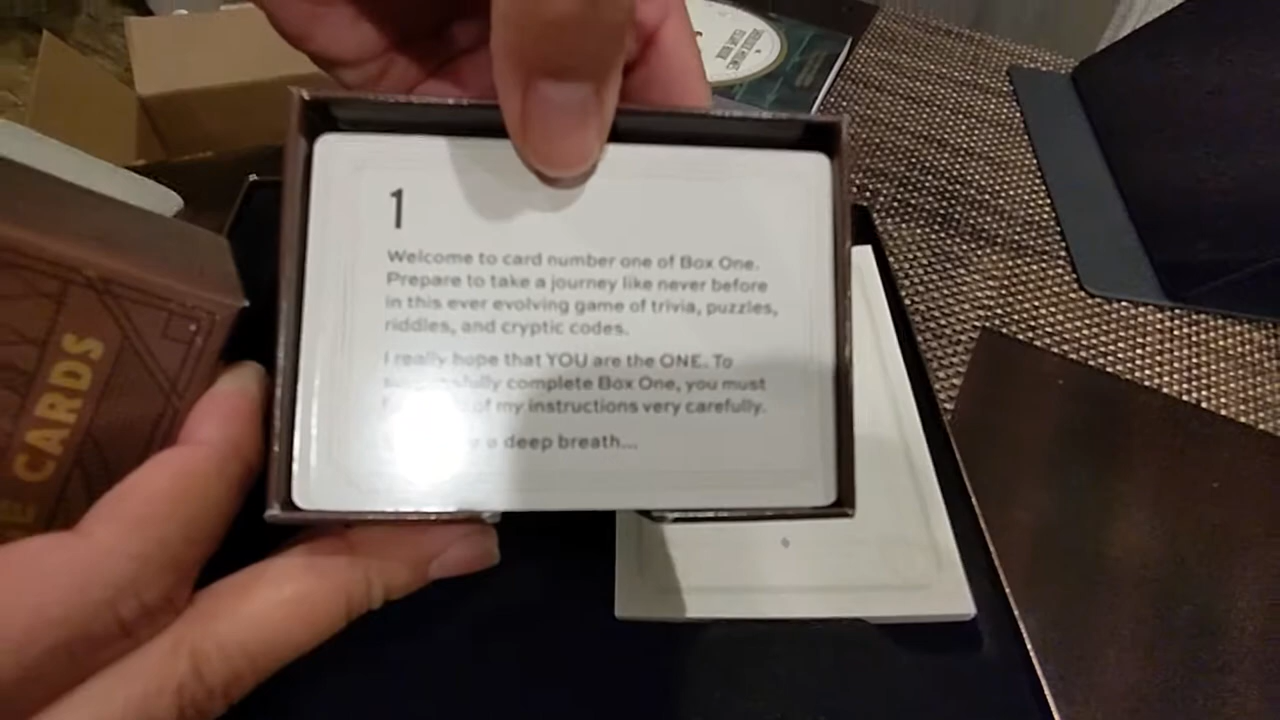 1
Welcome to card number one of Box One.
Prepare to take a journey like never before
in this ever evolving game of trivia, puzzles,
riddles, and cryptic codes.
I really hope that YOU are the ONE. To
complete Box One, you must
of my instructions very carefully.
a deep breath...
CARDS